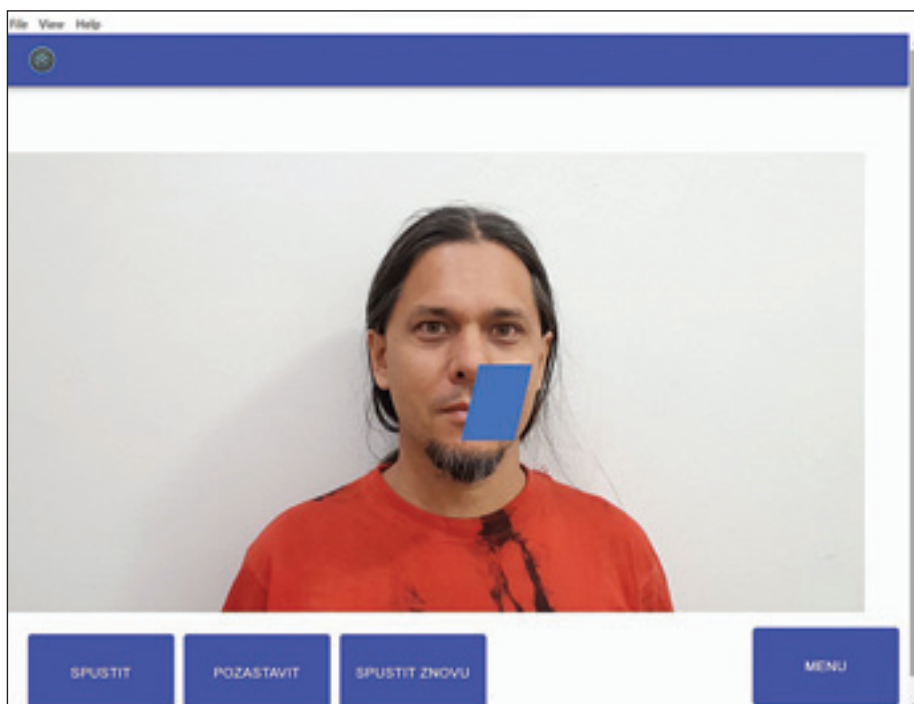 File View Help
SPUSTIT
POZASTAVIT
SPUSTIT ZNOVU
MENU